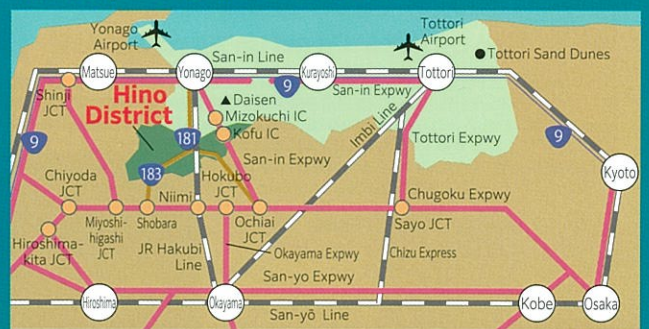 Yonago
Airport
Tottori
Airport
San-in Line
Tottori Sand Dunes
Matsue
Yonago
Kurayoshi
Tottori
9
San-in Expwy
Shinji
JCT
Hino
District
Daisen
Mizokuchi IC
Kofu IC
Imbi Line
9
181
Tottori Expwy
9
183
San-in Expwy
Kyoto
Chiyoda
JCT
Niimi
Hokubo
JCT
Chugoku Expwy
Miyoshi-
higashi
JCT
Shobara
Ochiai
JCT
Sayo JCT
Hiroshima-
kita JCT
JR Hakubi
Line
Okayama Expwy
Chizu Express
San-yo Expwy
Hiroshima
Okayama
Kobe
Osaka
San-yō Line